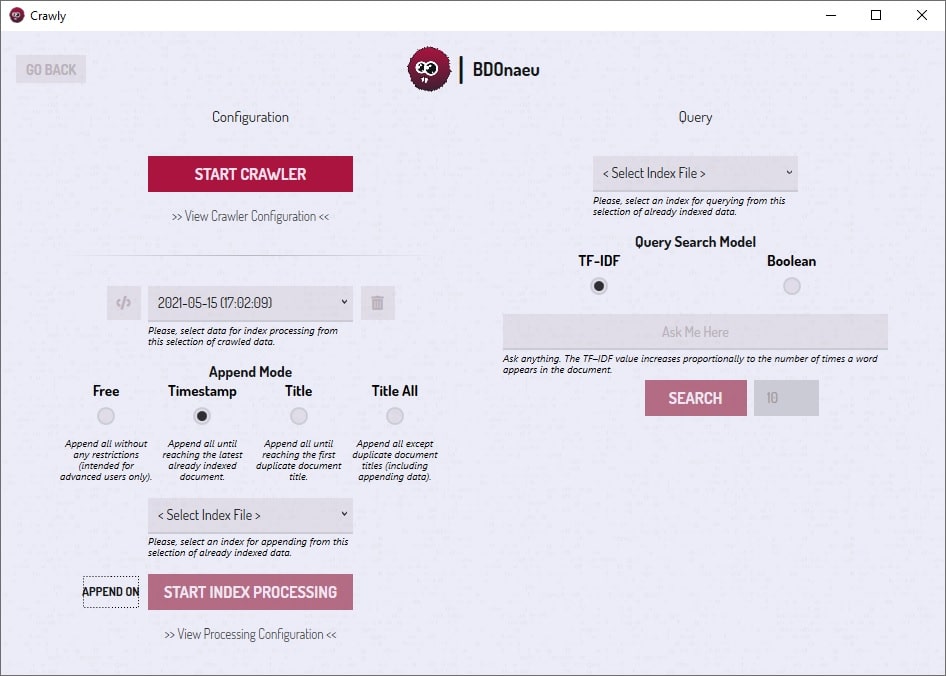 Crawly
GO BACK
BDOnaeu
Configuration
START CRAWLER
>> View Crawler Configuration <<
2021-05-15 (17:02:09)
Please, select data for index processing from
this selection of crawled data.
Append Mode
Free
Timestamp
Title
Title All
Append all without
any restrictions
(intended for
advanced users only).
Append all until
reaching the latest
already indexed
document.
Append all until
reaching the first
duplicate document
title.
Append all except
duplicate document
titles (including
appending data).
< Select Index File >
Please, select an index for appending from this
selection of already indexed data.
APPEND ON
START INDEX PROCESSING
>> View Processing Configuration <<
Query
< Select Index File >
Please, select an index for querying from this
selection of already indexed data.
Query Search Model
TF-IDF
Boolean
Ask Me Here
Ask anything. The TF–IDF value increases proportionally to the number of times a word
appears in the document.
SEARCH
10